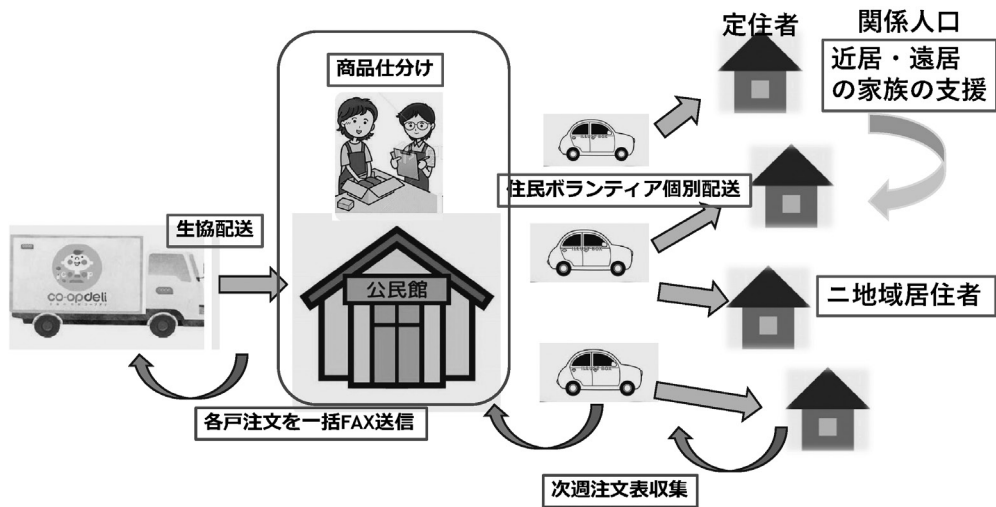 定住者
関係人口
近居・遠居
の家族の支援
商品仕分け
住民ボランティア個別配送
生協配送
co-opdeli
公民館
二地域居住者
各戸注文を一括FAX送信
次週注文表収集